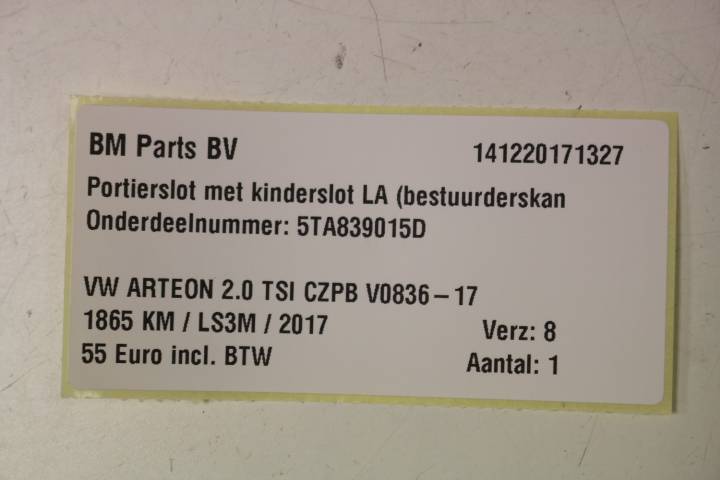 BM Parts BV 141220171327
Portierslot met kinderslot LA (bestuurderskan
Onderdeelnummer: 5TA839015D
VW ARTEON 2.0 TSI CZPB V0836-17
1865 KM / LS3M / 2017 Verz: 8
55 Euro incl. BTW Aantal: 1